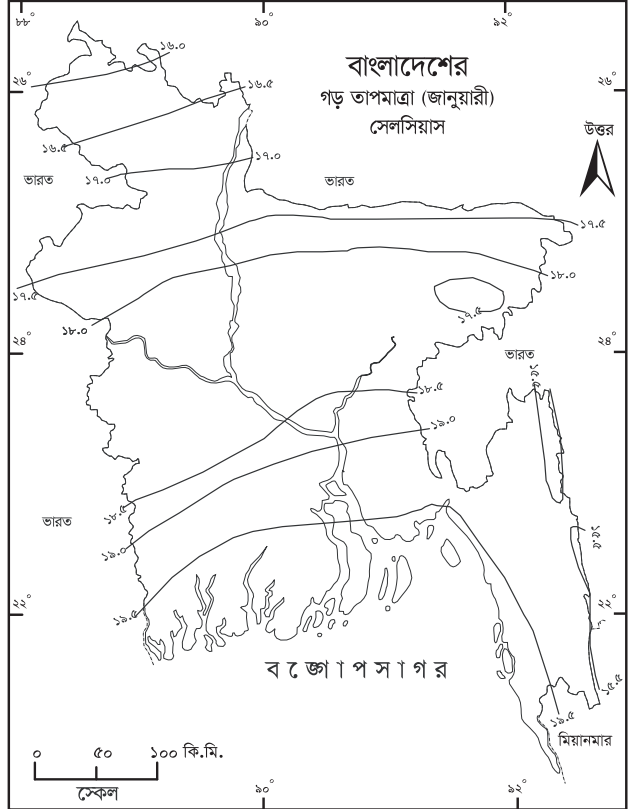 ৮৮°
৯০°
৯২°
১৬.০
বাংলাদেশের
গড় তাপমাত্রা (জানুয়ারী)
সেলসিয়াস
২৬°
২৬°
১৬.৫
উত্তর
১৬.৫
১৭.০
ভারত
১৭.০
ভারত
১৭.৫
১৮.০
১৭.৫
১৭.৫
১৮.০
২৪°
২৪°
ভারত
১৮.৫
১৯.০
ভারত
১৮.৫
১৯.০
১৯.৫
২২°
২২°
বঙ্গোপসাগর
১৫.৫
১৯.৫
মিয়ানমার
০ ৫০ ১০০ কি.মি.
স্কেল
৯০°
৯২°